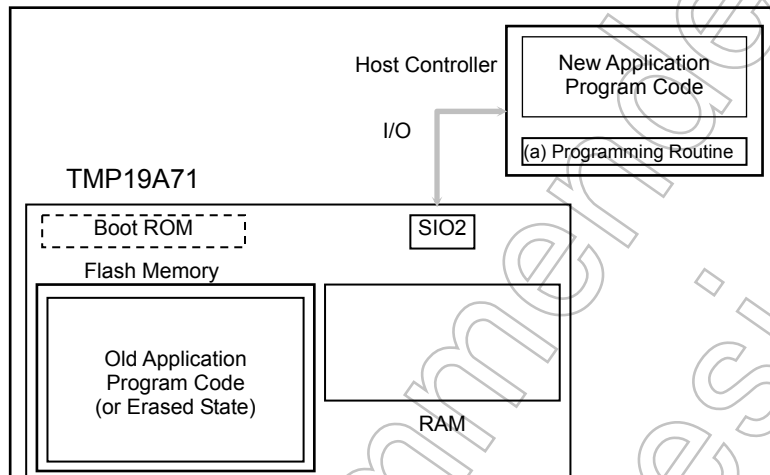 Host Controller
New Application
Program Code
I/O
(a) Programming Routine
TMP19A71
Boot ROM
SIO2
Flash Memory
Old Application
Program Code
(or Erased State)
RAM